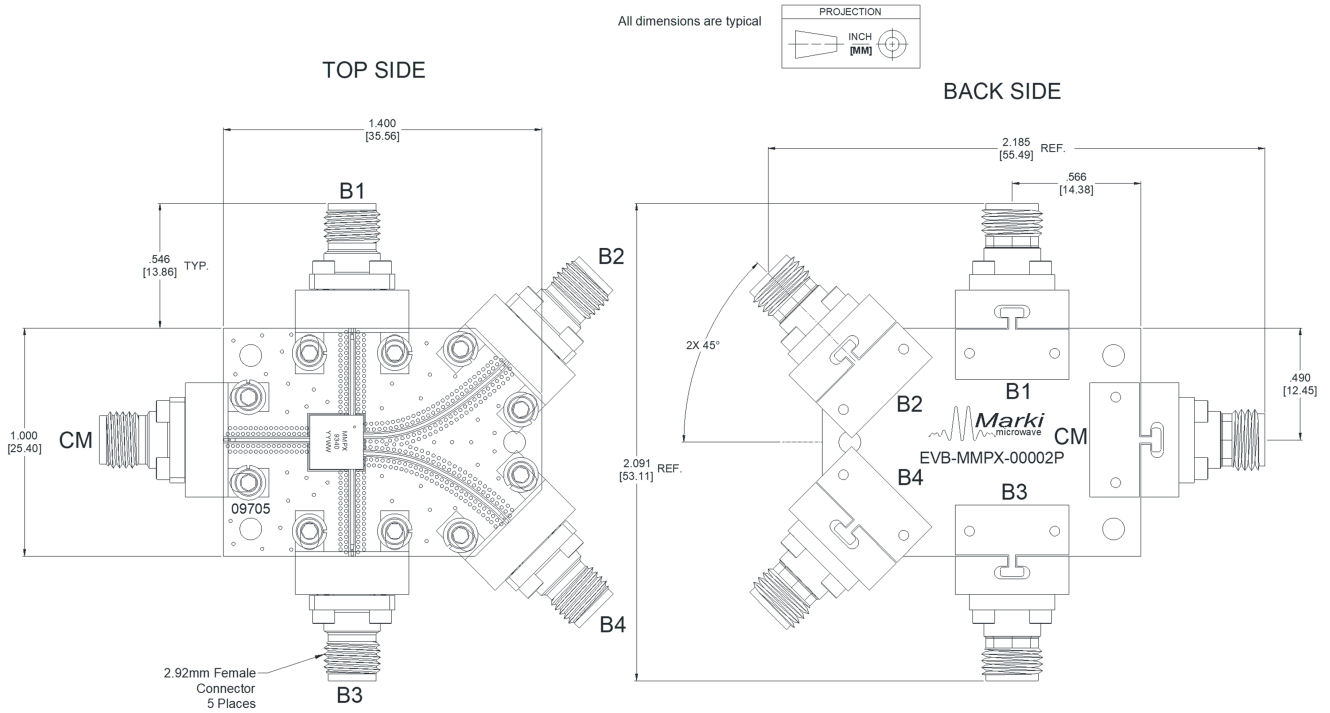 All dimensions are typical
PROJECTION
INCH
[MM]
TOP SIDE
BACK SIDE
1.400
[35.56]
B1
.546
[13.86]
TYP.
B2
CM
1.000
[25.40]
MMPX
9340
YYWW
09705
B4
2.92mm Female
Connector
5 Places
B3
2.185
[55.49]
REF.
.566
[14.38]
2X 45°
2.091
[53.11]
REF.
.490
[12.45]
B1
B2
Marki
microwave
CM
EVB-MMPX-00002P
B4
B3